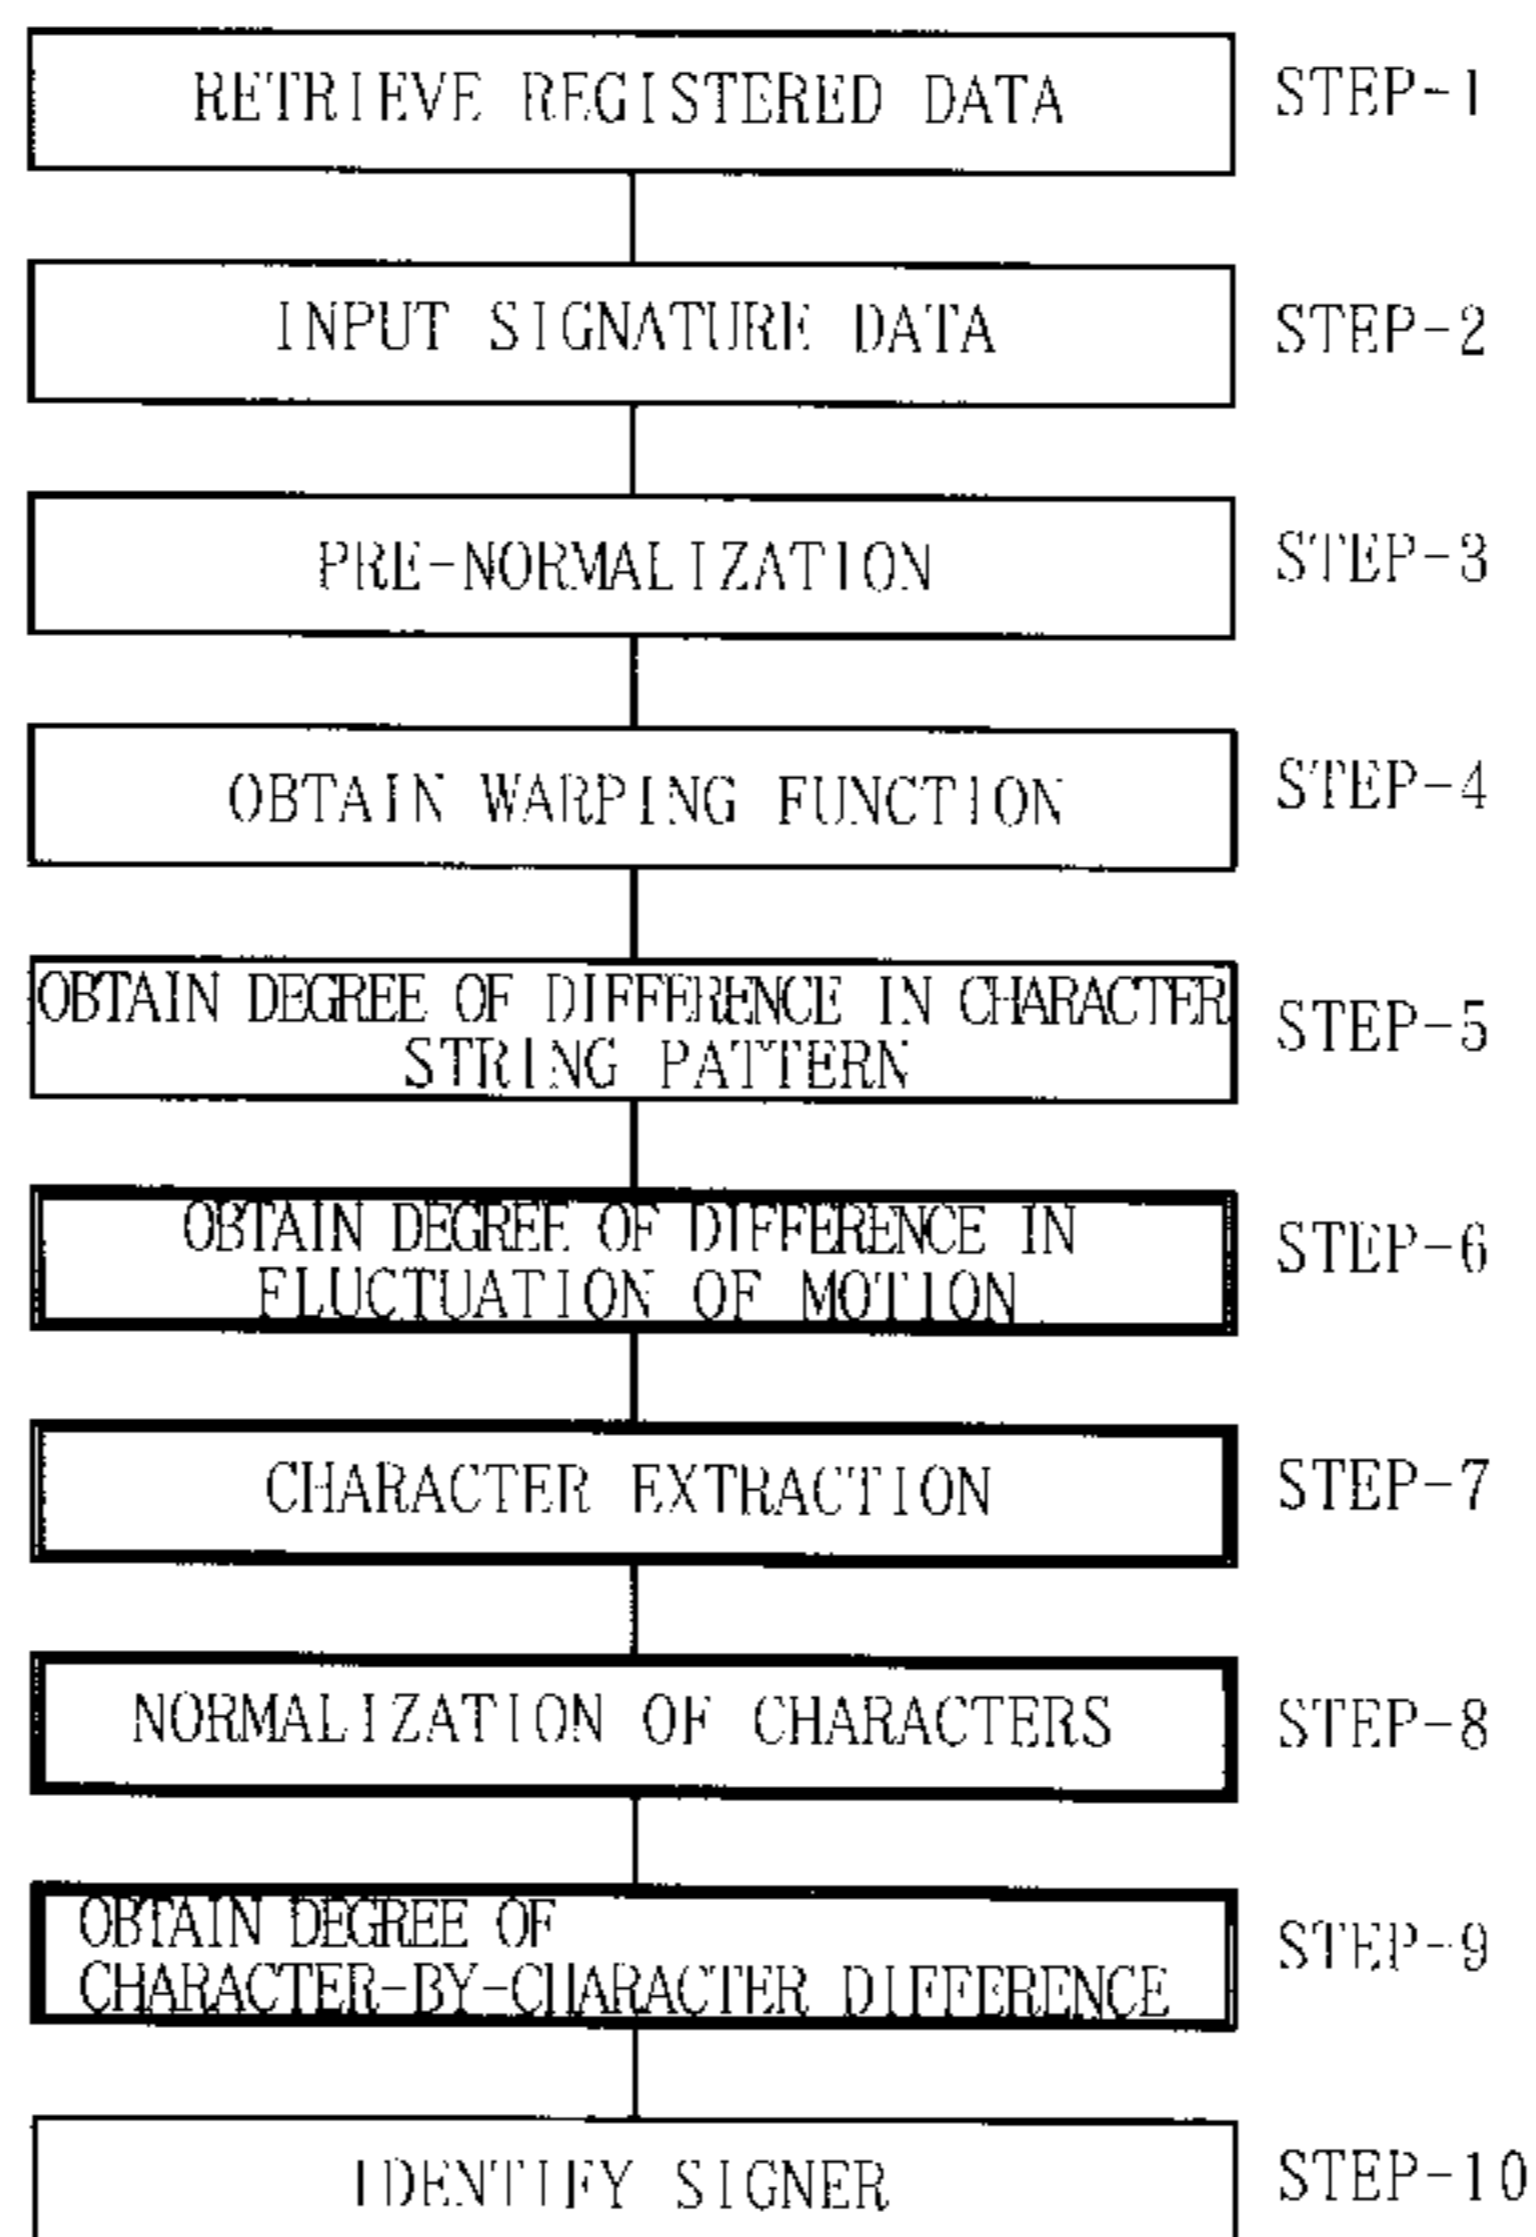 RETRIEVE REGISTERED DATA STEP-1
INPUT SIGNATURE DATA STEP-2
PRE-NORMALIZATION STEP-3
OBTAIN WARPING FUNCTION STEP-4
OBTAIN DEGREE OF DIFFERENCE IN CHARACTER
STRING PATTERN STEP-5
OBTAIN DEGREE OF DIFFERENCE IN
FLUCTUATION OF MOTION STEP-6
CHARACTER EXTRACTION STEP-7
NORMALIZATION OF CHARACTERS STEP-8
OBTAIN DEGREE OF
CHARACTER-BY-CHARACTER DIFFERENCE STEP-9
IDENTIFY SIGNER STEP-10